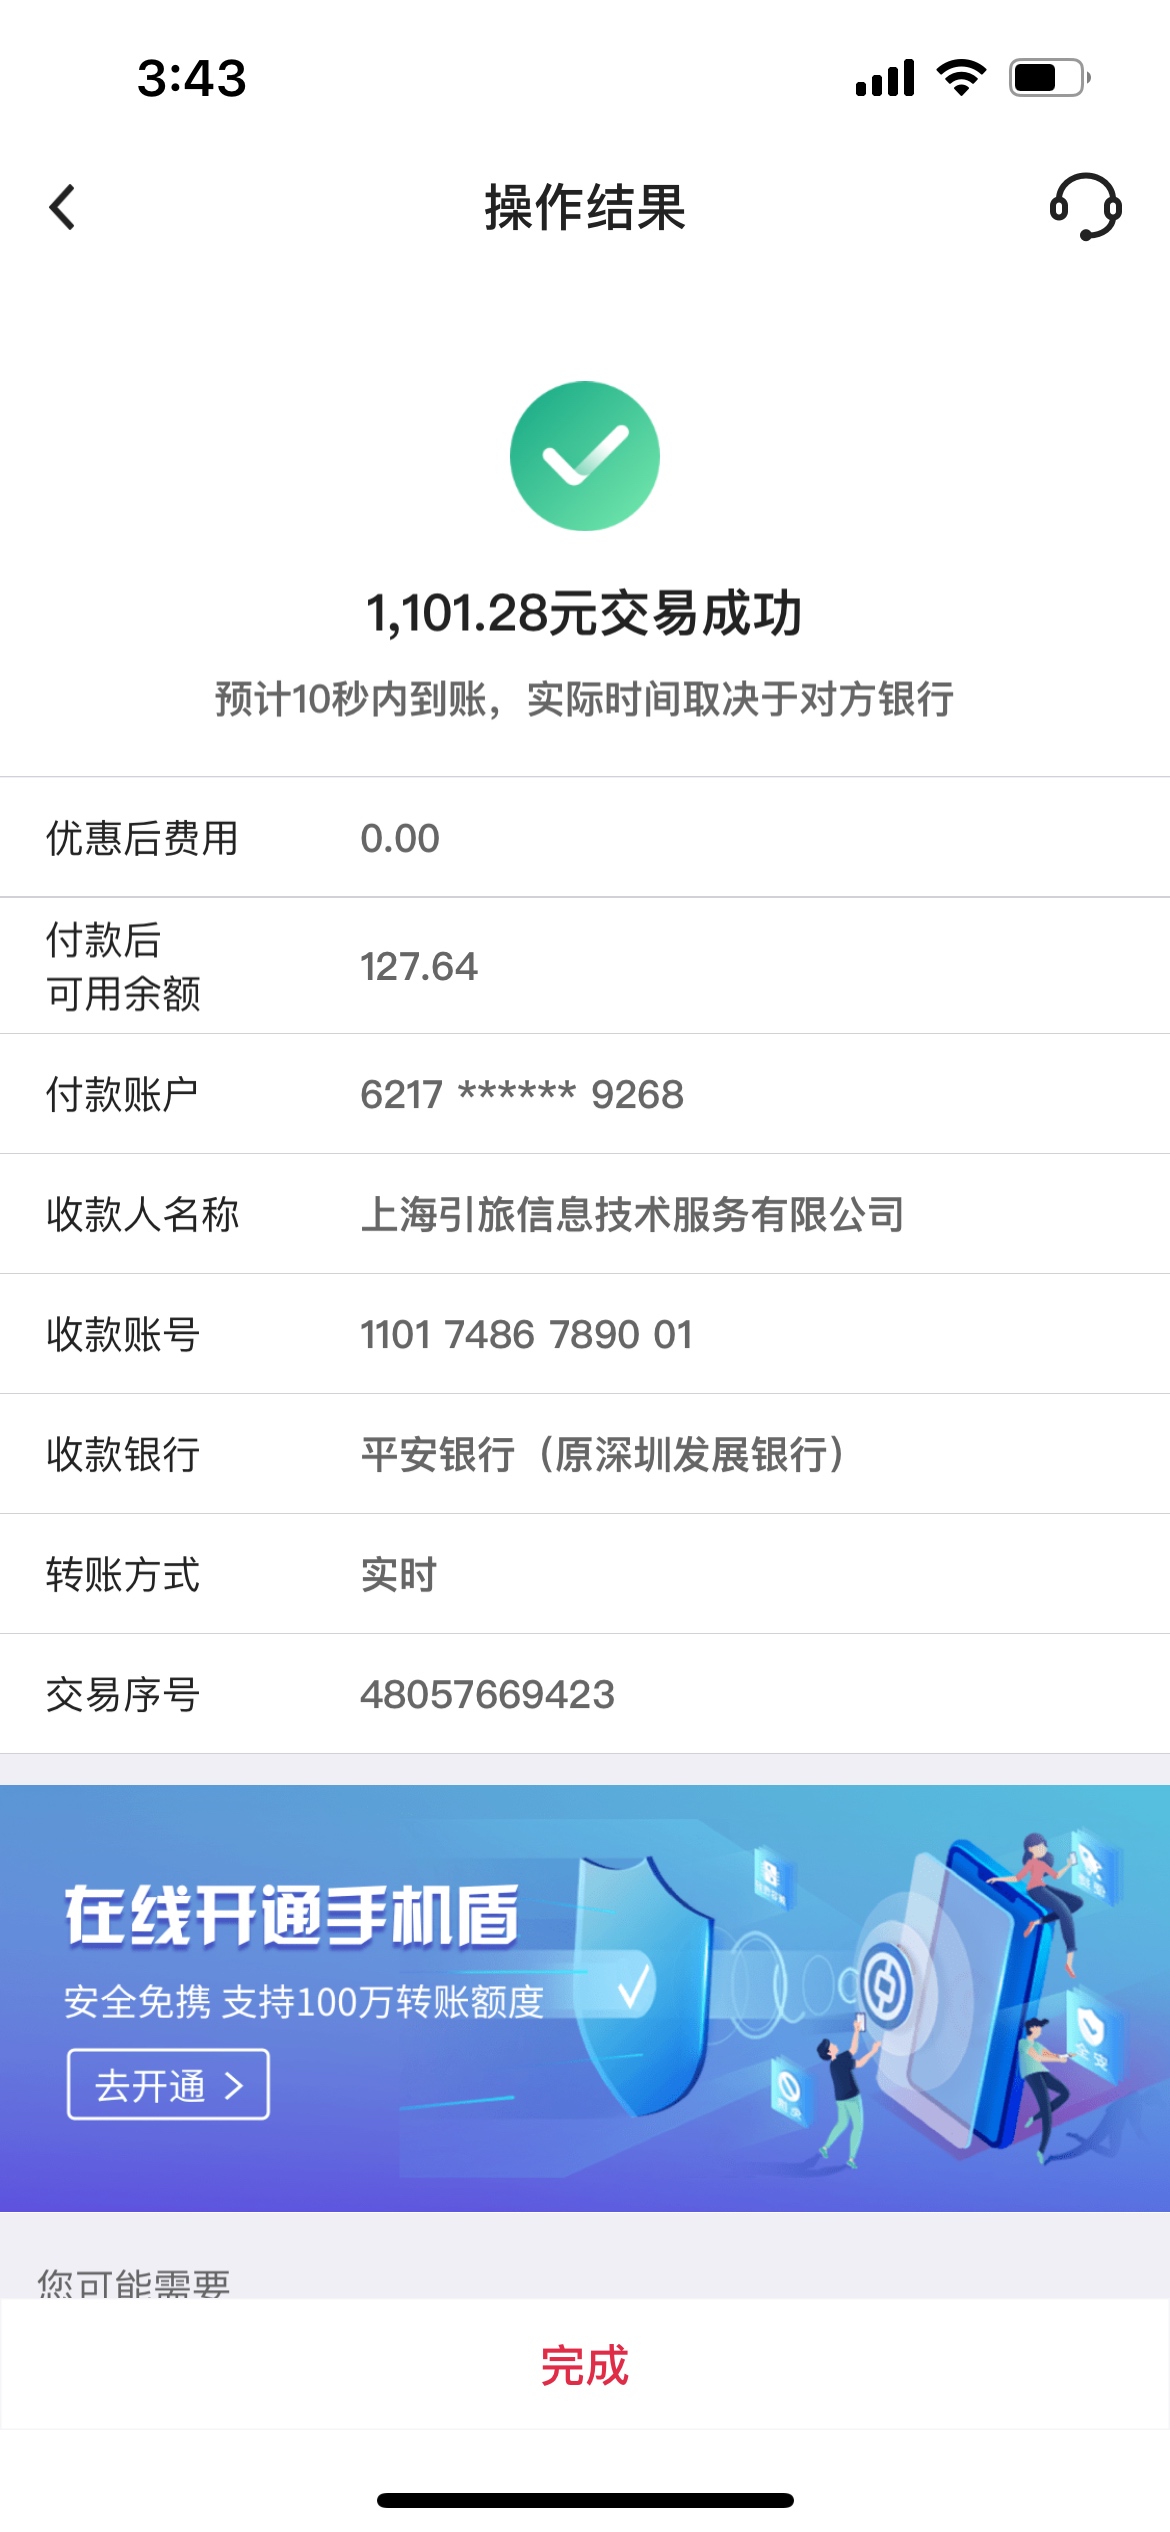 3:43
操作结果
1,101.28元交易成功
预计10秒内到账，实际时间取决于对方银行
优惠后费用 0.00
付款后
可用余额 127.64
付款账户 6217 ****** 9268
收款人名称 上海引旅信息技术服务有限公司
收款账号 1101 7486 7890 01
收款银行 平安银行（原深圳发展银行）
转账方式 实时
交易序号 48057669423
在线开通手机盾
安全免携 支持100万转账额度
去开通 >
您可能需要
完成